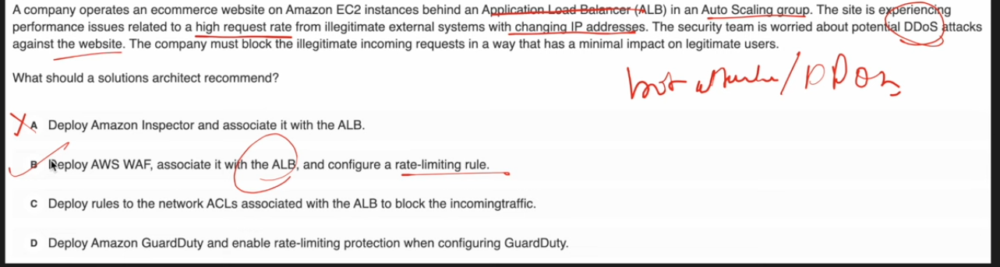 A company operates an ecommerce website on Amazon EC2 instances behind an Application Load Balancer (ALB) in an Auto Scaling group. The site is experiencing
performance issues related to a high request rate from illegitimate external systems with changing IP addresses. The security team is worried about potential DDoS attacks
against the website. The company must block the illegitimate incoming requests in a way that has a minimal impact on legitimate users.
What should a solutions architect recommend?
/ DDOS
A Deploy Amazon Inspector and associate it with the ALB.
B Deploy AWS WAF, associate it with the ALB, and configure a rate-limiting rule.
C Deploy rules to the network ACLs associated with the ALB to block the incomingtraffic.
D Deploy Amazon GuardDuty and enable rate-limiting protection when configuring GuardDuty.